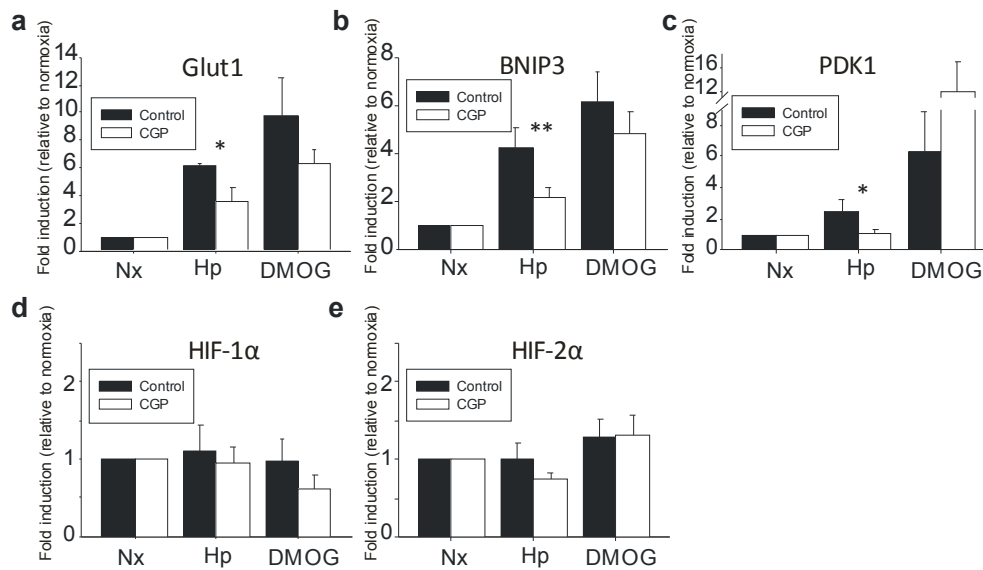 a
Glut1
Fold induction (relative to normoxia)
14
12
10
8
6
4
2
0
Control
CGP
*
Nx Hp DMOG
b
BNIP3
Fold induction (relative to normoxia)
8
6
4
2
0
Control
CGP
**
Nx Hp DMOG
c
PDK1
Fold induction (relative to normoxia)
16
12
8
6
4
2
0
Control
CGP
*
Nx Hp DMOG
d
HIF-1α
Fold induction (relative to normoxia)
2
1
0
Control
CGP
Nx Hp DMOG
e
HIF-2α
Fold induction (relative to normoxia)
2
1
0
Control
CGP
Nx Hp DMOG